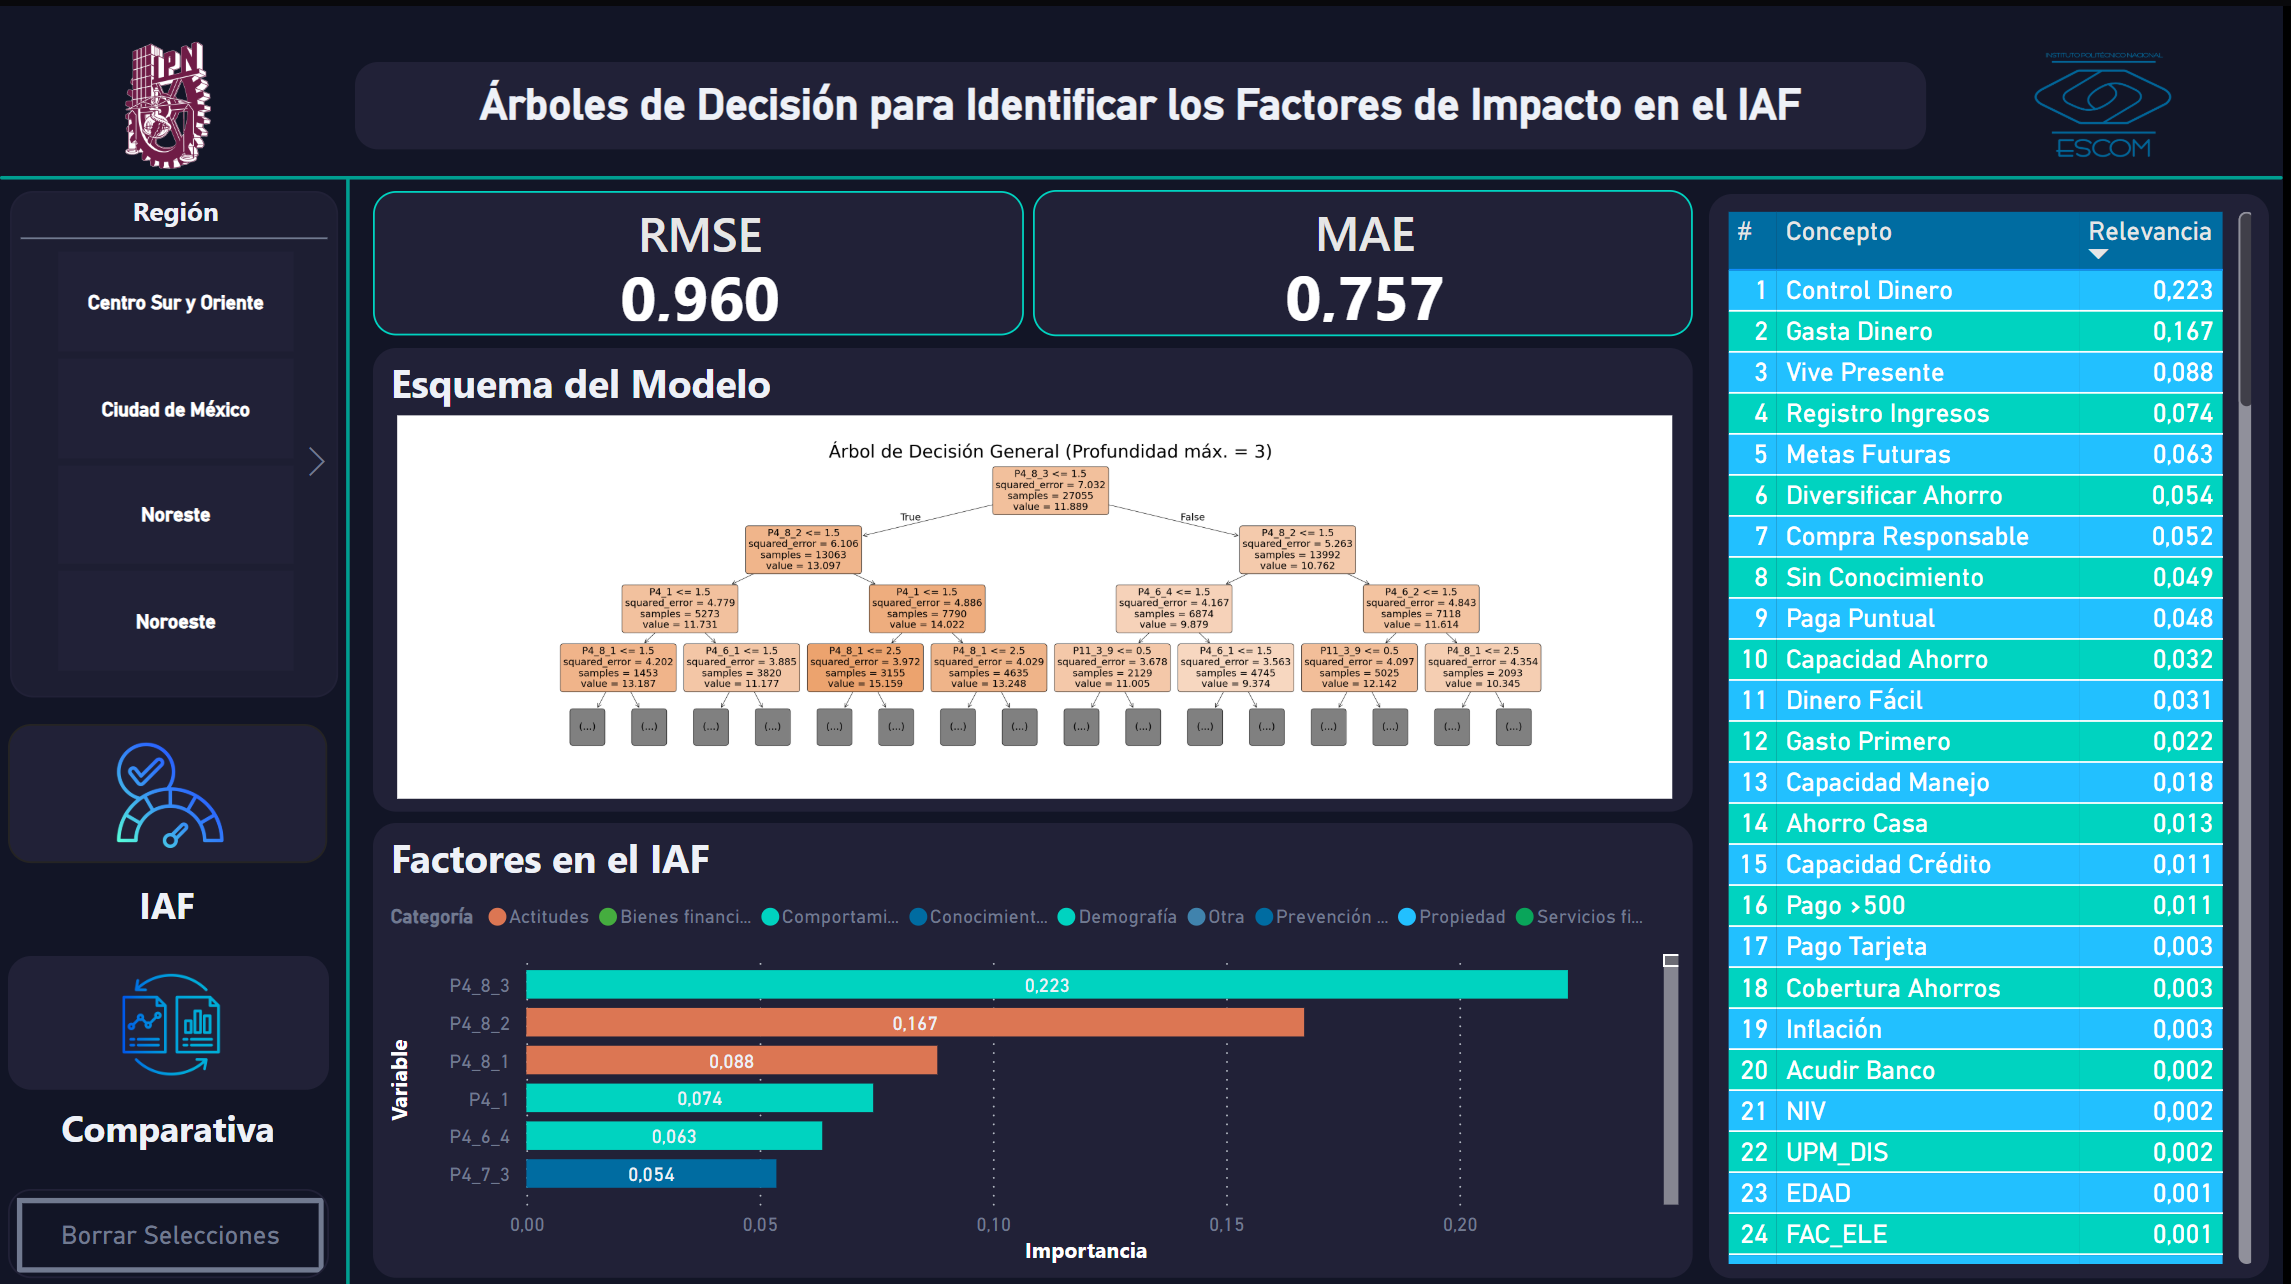 IPN
Árboles de Decisión para Identificar los Factores de Impacto en el IAF
INSTITUTO POLITÉCNICO NACIONAL
ESCOM
Región
Centro Sur y Oriente
Ciudad de México
Noreste
Noroeste
IAF
Comparativa
Borrar Selecciones
RMSE
0,960
MAE
0,757
Esquema del Modelo
Árbol de Decisión General (Profundidad máx. = 3)
P4_8_3 <= 1.5
squared_error = 7.032
samples = 27055
value = 11.889
True
False
P4_8_2 <= 1.5
squared_error = 6.106
samples = 13063
value = 13.097
P4_8_2 <= 1.5
squared_error = 5.263
samples = 13992
value = 10.762
P4_1 <= 1.5
squared_error = 4.779
samples = 5273
value = 11.731
P4_1 <= 1.5
squared_error = 4.886
samples = 7790
value = 14.022
P4_6_4 <= 1.5
squared_error = 4.167
samples = 6874
value = 9.879
P4_6_2 <= 1.5
squared_error = 4.843
samples = 7118
value = 11.614
P4_8_1 <= 1.5
squared_error = 4.202
samples = 1453
value = 13.187
P4_6_1 <= 1.5
squared_error = 3.885
samples = 3820
value = 11.177
P4_8_1 <= 2.5
squared_error = 3.972
samples = 3155
value = 15.159
P4_8_1 <= 2.5
squared_error = 4.029
samples = 4635
value = 13.248
P11_3_9 <= 0.5
squared_error = 3.678
samples = 2129
value = 11.005
P4_6_1 <= 1.5
squared_error = 3.563
samples = 4745
value = 9.374
P11_3_9 <= 0.5
squared_error = 4.097
samples = 5025
value = 12.142
P4_8_1 <= 2.5
squared_error = 4.354
samples = 2093
value = 10.345
(...) (...) (...) (...) (...) (...) (...) (...) (...) (...) (...) (...) (...) (...) (...) (...)
Factores en el IAF
Categoría Actitudes Bienes financi... Comportami... Conocimient... Demografía Otra Prevención ... Propiedad Servicios fi...
Variable
P4_8_3 0,223
P4_8_2 0,167
P4_8_1 0,088
P4_1 0,074
P4_6_4 0,063
P4_7_3 0,054
0,00 0,05 0,10 0,15 0,20
Importancia
# Concepto Relevancia
1 Control Dinero 0,223
2 Gasta Dinero 0,167
3 Vive Presente 0,088
4 Registro Ingresos 0,074
5 Metas Futuras 0,063
6 Diversificar Ahorro 0,054
7 Compra Responsable 0,052
8 Sin Conocimiento 0,049
9 Paga Puntual 0,048
10 Capacidad Ahorro 0,032
11 Dinero Fácil 0,031
12 Gasto Primero 0,022
13 Capacidad Manejo 0,018
14 Ahorro Casa 0,013
15 Capacidad Crédito 0,011
16 Pago >500 0,011
17 Pago Tarjeta 0,003
18 Cobertura Ahorros 0,003
19 Inflación 0,003
20 Acudir Banco 0,002
21 NIV 0,002
22 UPM_DIS 0,002
23 EDAD 0,001
24 FAC_ELE 0,001